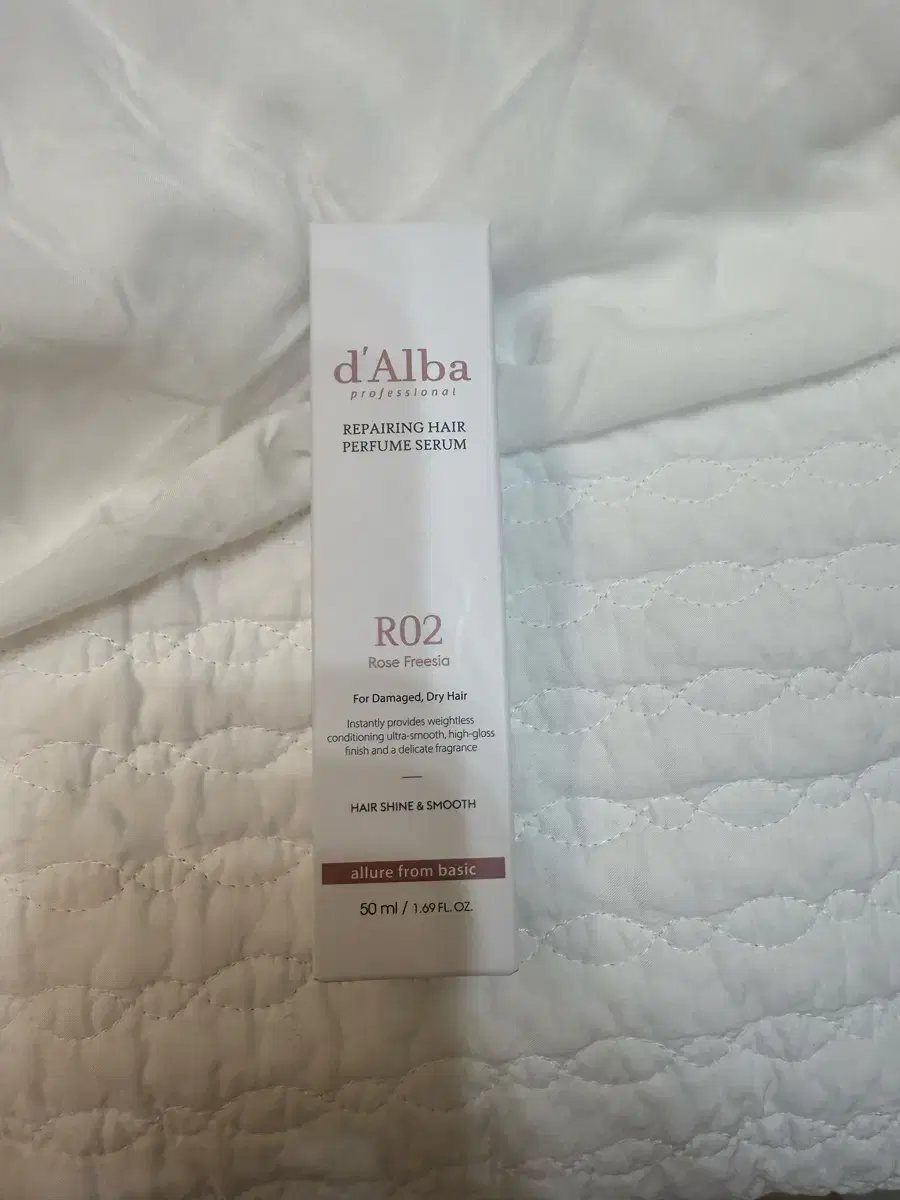 d'Alba
professional
REPAIRING HAIR
PERFUME SERUM
R02
Rose Freesia
For Damaged, Dry Hair
Instantly provides weightless
conditioning ultra-smooth, high-gloss
finish and a delicate fragrance
HAIR SHINE & SMOOTH
allure from basic
50 ml / 1.69 FL. OZ.